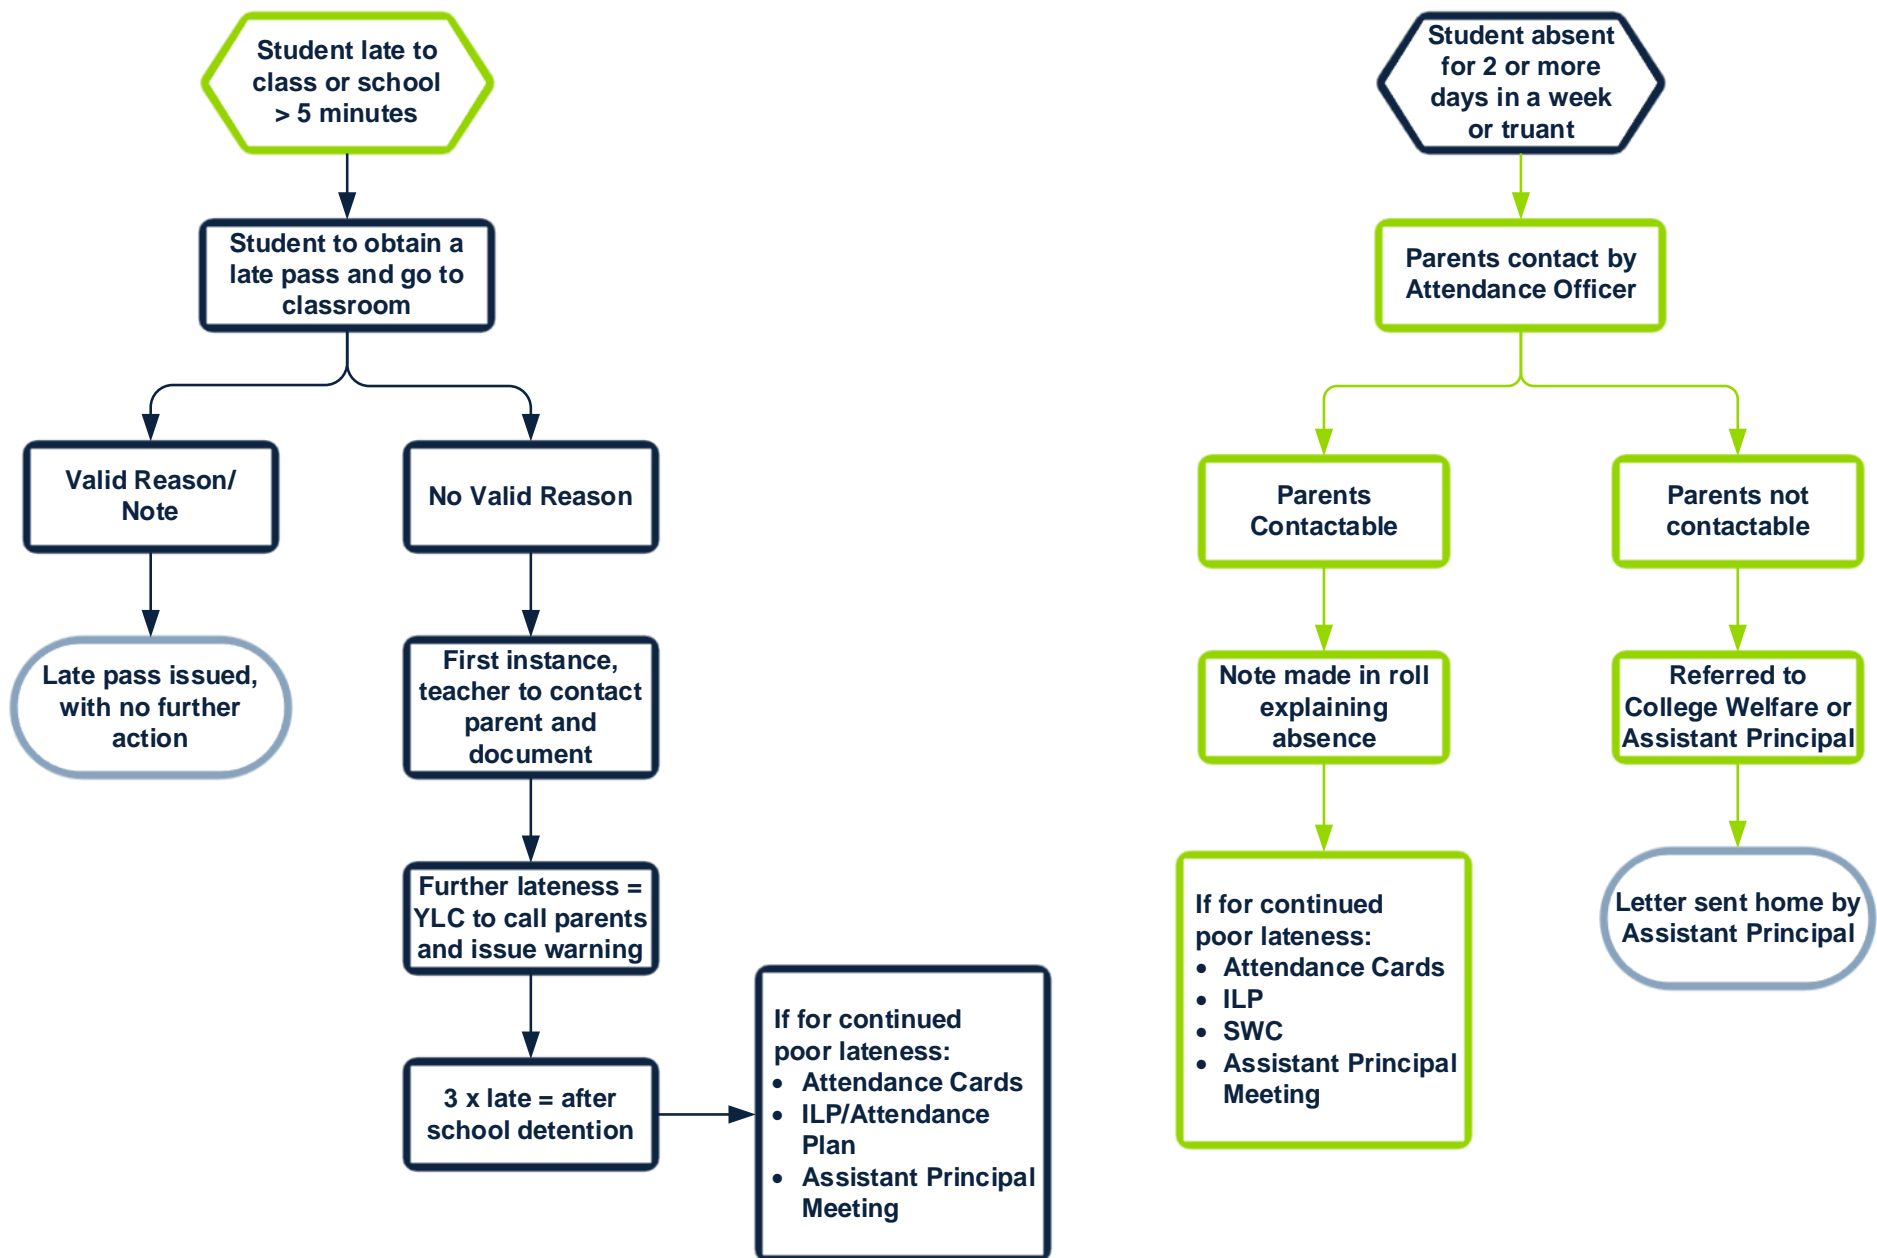 Student late to
class or school
> 5 minutes
Student to obtain a
late pass and go to
classroom
Valid Reason/
Note
No Valid Reason
Late pass issued,
with no further
action
First instance,
teacher to contact
parent and
document
Further lateness =
YLC to call parents
and issue warning
3 x late = after
school detention
If for continued
poor lateness:
• Attendance Cards
• ILP/Attendance
Plan
• Assistant Principal
Meeting
Student absent
for 2 or more
days in a week
or truant
Parents contact by
Attendance Officer
Parents
Contactable
Parents not
contactable
Note made in roll
explaining
absence
Referred to
College Welfare or
Assistant Principal
If for continued
poor lateness:
• Attendance Cards
• ILP
• SWC
• Assistant Principal
Meeting
Letter sent home by
Assistant Principal